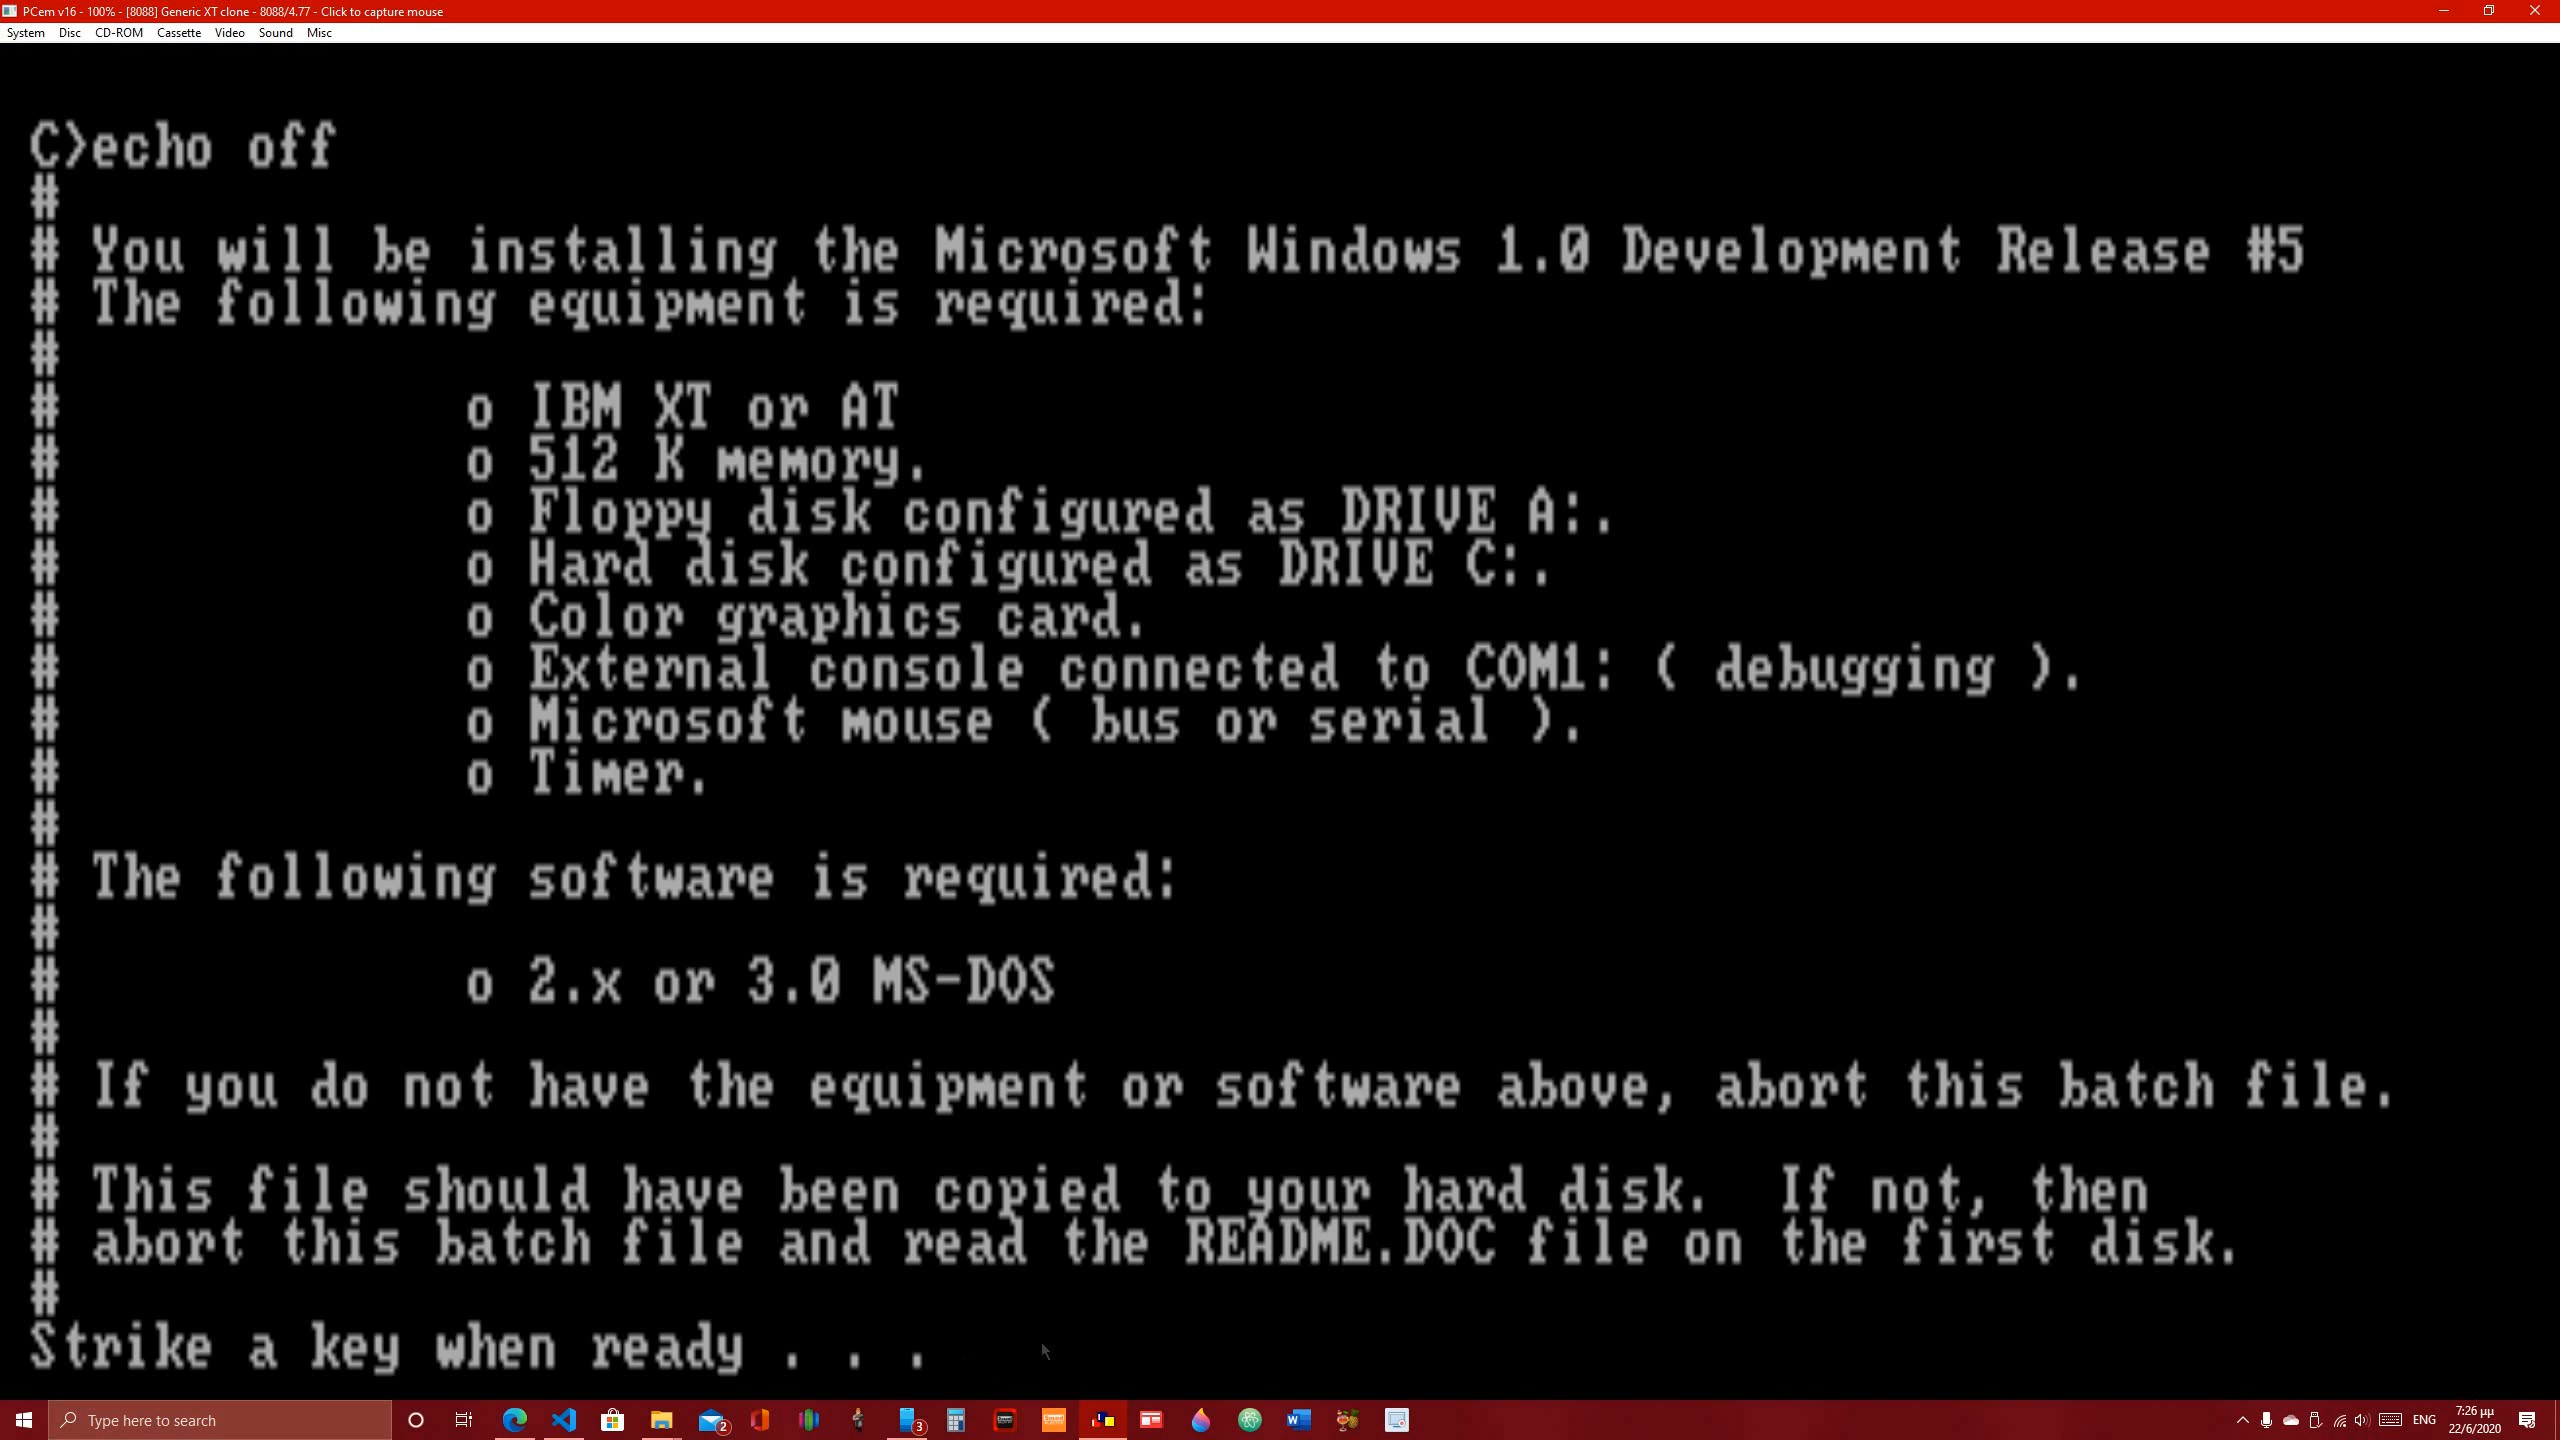 PCem v16 - 100% - [8088] Generic XT clone - 8088/4.77 - Click to capture mouse
System Disc CD-ROM Cassette Video Sound Misc
C>echo off
#
# You will be installing the Microsoft Windows 1.0 Development Release #5
# The following equipment is required:
#
# o IBM XT or AT
# o 512 K memory.
# o Floppy disk configured as DRIVE A:.
# o Hard disk configured as DRIVE C:.
# o Color graphics card.
# o External console connected to COM1: ( debugging ).
# o Microsoft mouse ( bus or serial ).
# o Timer.
#
# The following software is required:
#
# o 2.x or 3.0 MS-DOS
#
# If you do not have the equipment or software above, abort this batch file.
#
# This file should have been copied to your hard disk.  If not, then
# abort this batch file and read the README.DOC file on the first disk.
#
Strike a key when ready . . .
Type here to search
2
3
ENG
7:26 μμ
22/6/2020